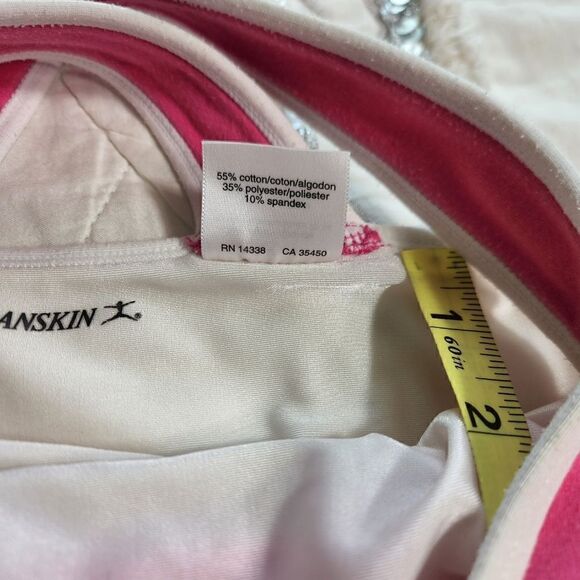 55% cotton/coton/algodon
35% polyester/poliester
10% spandex
RN 14338 CA 35450
ANSKIN ®
1
60in
2